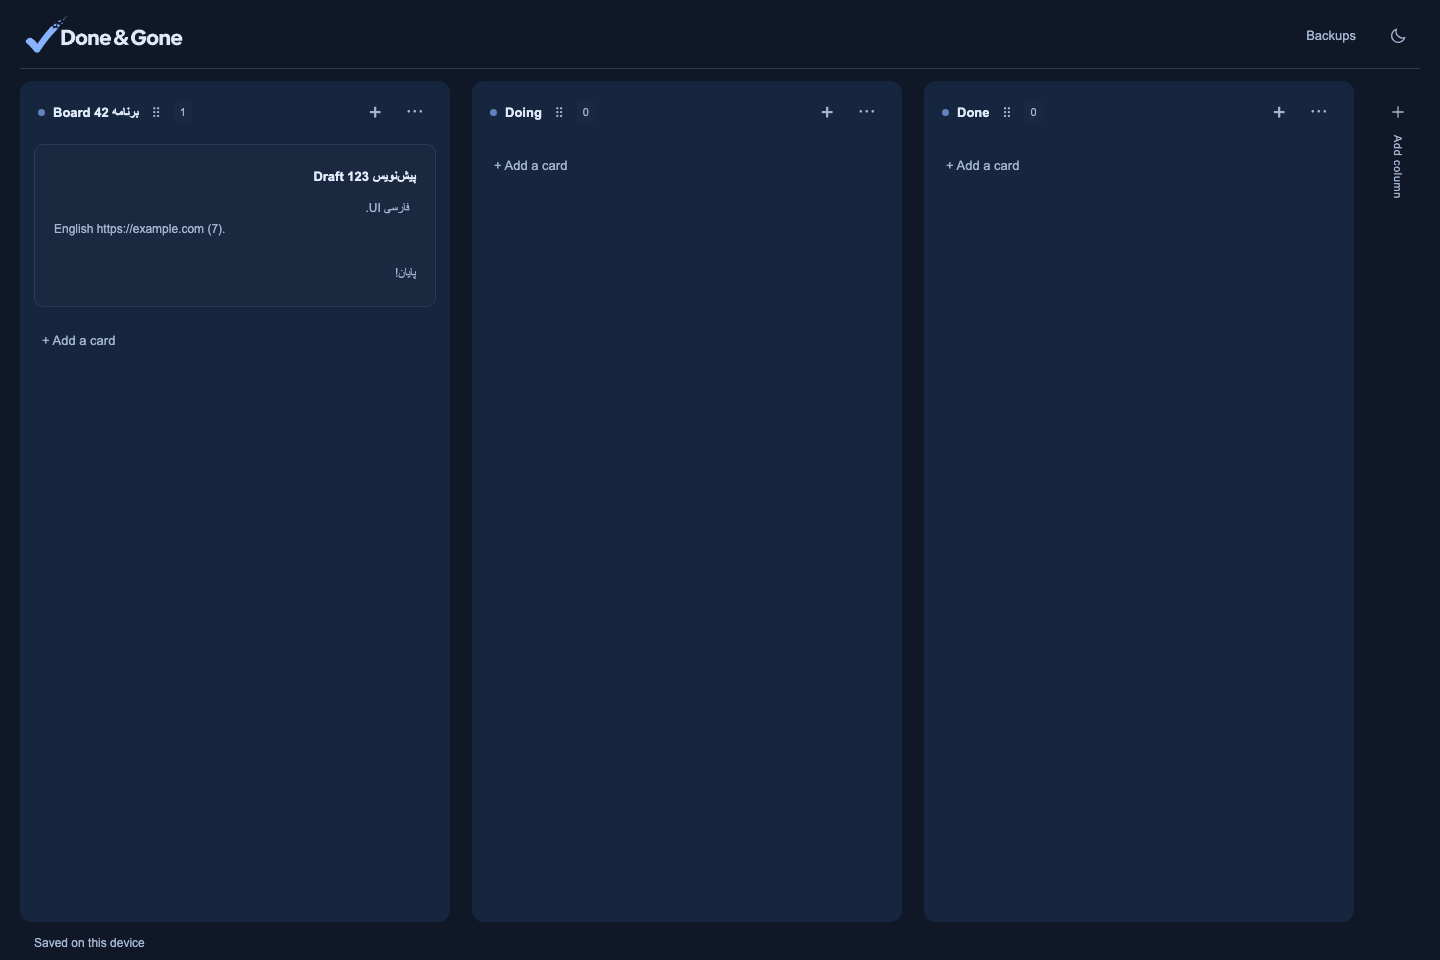 Done & Gone
Backups
برنامه Board 42
1
پیش‌نویس Draft 123
فارسی UI.
English https://example.com (7).
پایان!
+ Add a card
Doing
0
+ Add a card
Done
0
+ Add a card
Add column
Saved on this device